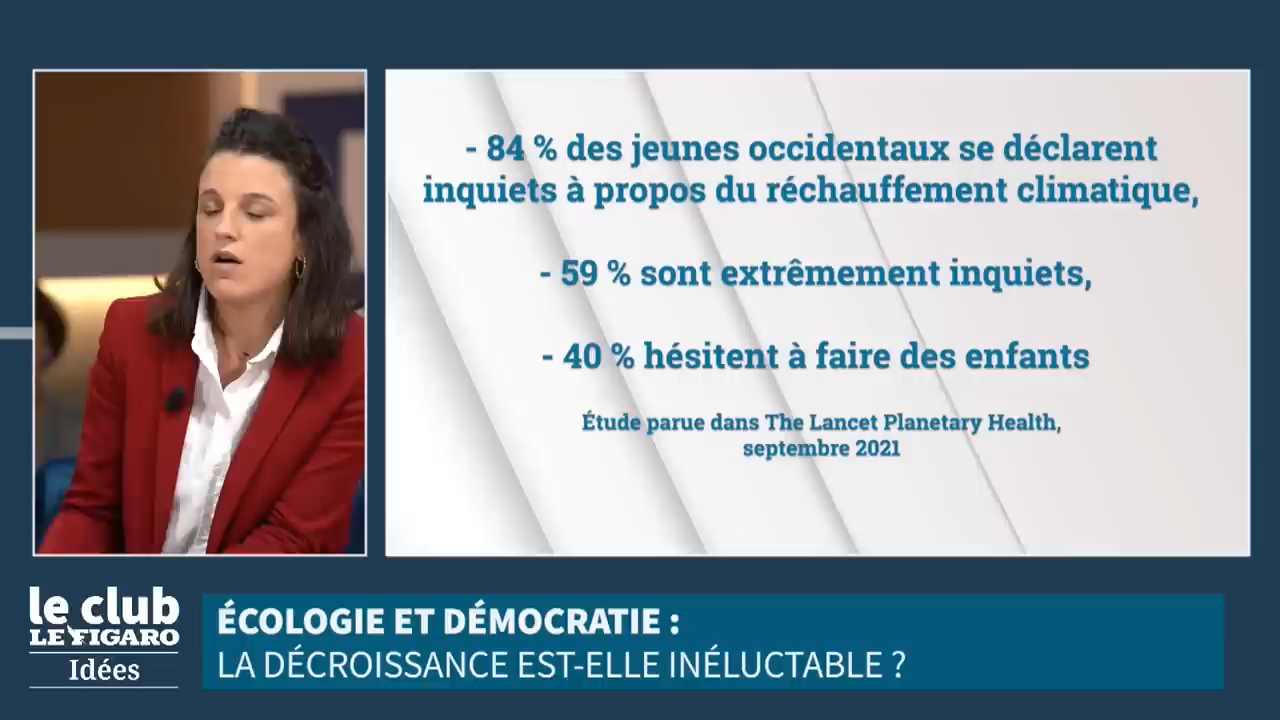 - 84 % des jeunes occidentaux se déclarent
inquiets à propos du réchauffement climatique,
- 59 % sont extrêmement inquiets,
- 40 % hésitent à faire des enfants
Étude parue dans The Lancet Planetary Health,
septembre 2021
le club
LE FIGARO
Idées
ÉCOLOGIE ET DÉMOCRATIE :
LA DÉCROISSANCE EST-ELLE INÉLUCTABLE ?